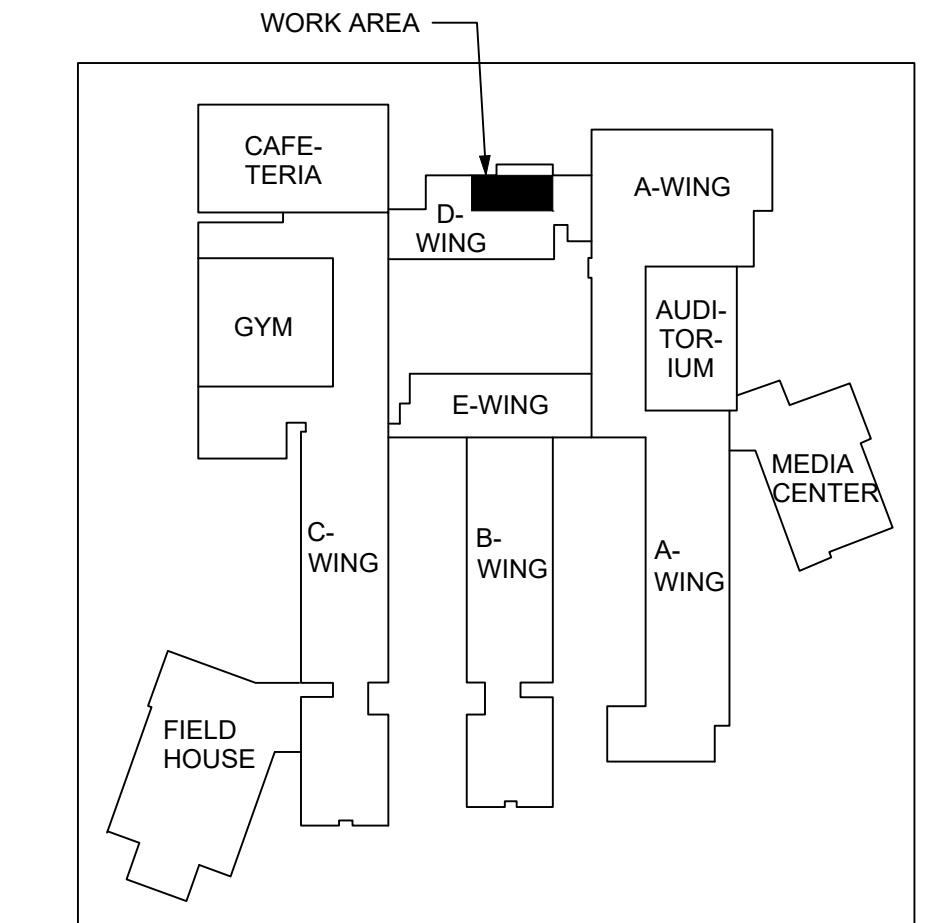 WORK AREA
CAFE-
TERIA
A-WING
D-
WING
GYM
AUDI-
TOR-
IUM
E-WING
MEDIA
CENTER
C-
WING
B-
WING
A-
WING
FIELD
HOUSE